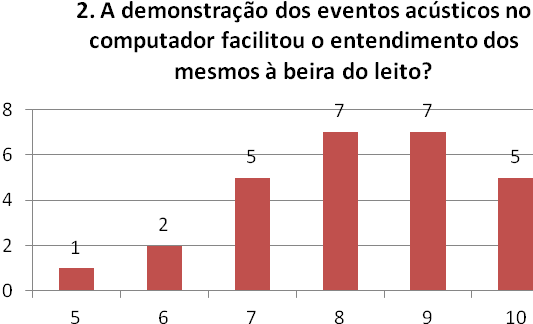 2. A demonstração dos eventos acústicos no
computador facilitou o entendimento dos
mesmos à beira do leito?
8
7 7
6
5 5
4
2
2
1
0
5 6 7 8 9 10